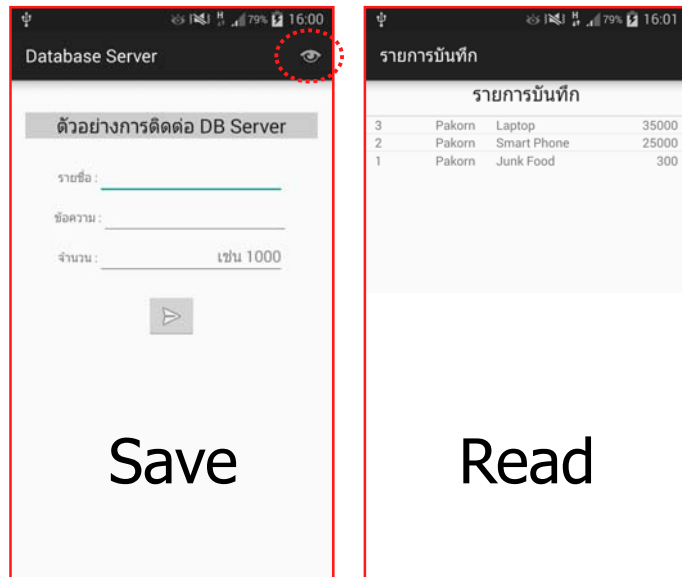 H 79% 16:00
Database Server
ตัวอย่างการติดต่อ DB Server
รายชื่อ :
ข้อความ :
จำนวน : เช่น 1000
Save
H 79% 16:01
รายการบันทึก
รายการบันทึก
3 Pakorn Laptop 35000
2 Pakorn Smart Phone 25000
1 Pakorn Junk Food 300
Read